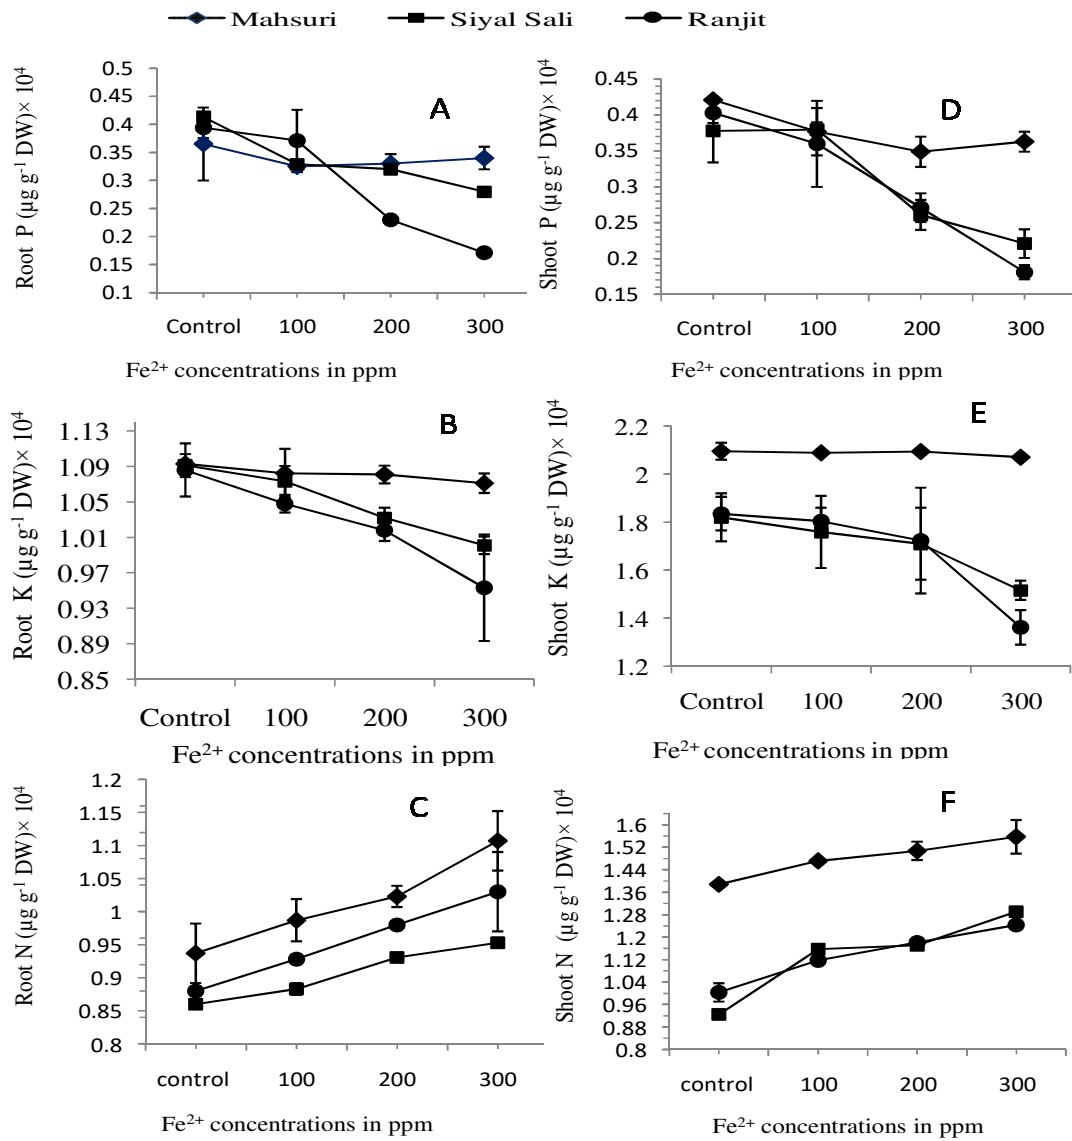 Mahsuri Siyal Sali Ranjit
Root P (µg g-1 DW)× 10⁴
0.5
0.45
0.4
0.35
0.3
0.25
0.2
0.15
0.1
A
Control 100 200 300
Fe²⁺ concentrations in ppm
Shoot P (µg g-1 DW)× 10⁴
0.45
0.35
0.25
0.15
D
Control 100 200 300
Fe²⁺ concentrations in ppm
Root K (µg g-1 DW)× 10⁴
1.13
1.09
1.05
1.01
0.97
0.93
0.89
0.85
B
Control 100 200 300
Fe²⁺ concentrations in ppm
Shoot K (µg g-1 DW)× 10⁴
2.2
2
1.8
1.6
1.4
1.2
E
Control 100 200 300
Fe²⁺ concentrations in ppm
Root N (µg g-1 DW)× 10⁴
1.2
1.15
1.1
1.05
1
0.95
0.9
0.85
0.8
C
control 100 200 300
Fe²⁺ concentrations in ppm
Shoot N (µg g-1 DW)× 10⁴
1.6
1.52
1.44
1.36
1.28
1.2
1.12
1.04
0.96
0.88
0.8
F
control 100 200 300
Fe²⁺ concentrations in ppm